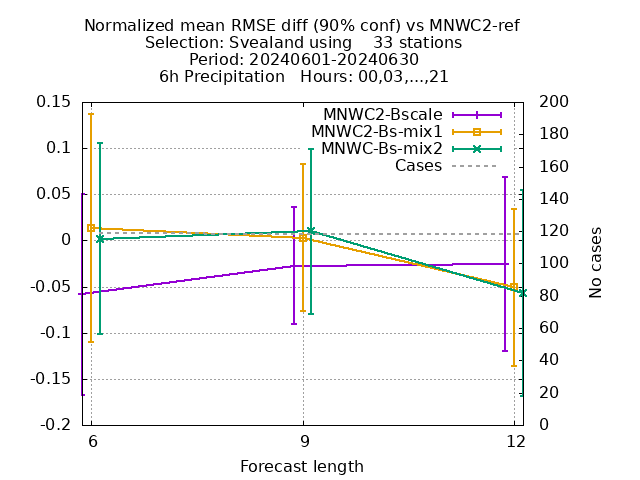 Normalized mean RMSE diff (90% conf) vs MNWC2-ref
Selection: Svealand using    33 stations
Period: 20240601-20240630
6h Precipitation   Hours: 00,03,...,21
MNWC2-Bscale
MNWC2-Bs-mix1
MNWC-Bs-mix2
Cases
0.15
0.1
0.05
0
-0.05
-0.1
-0.15
-0.2
200
180
160
140
120
100
80
60
40
20
0
No cases
6
9
12
Forecast length